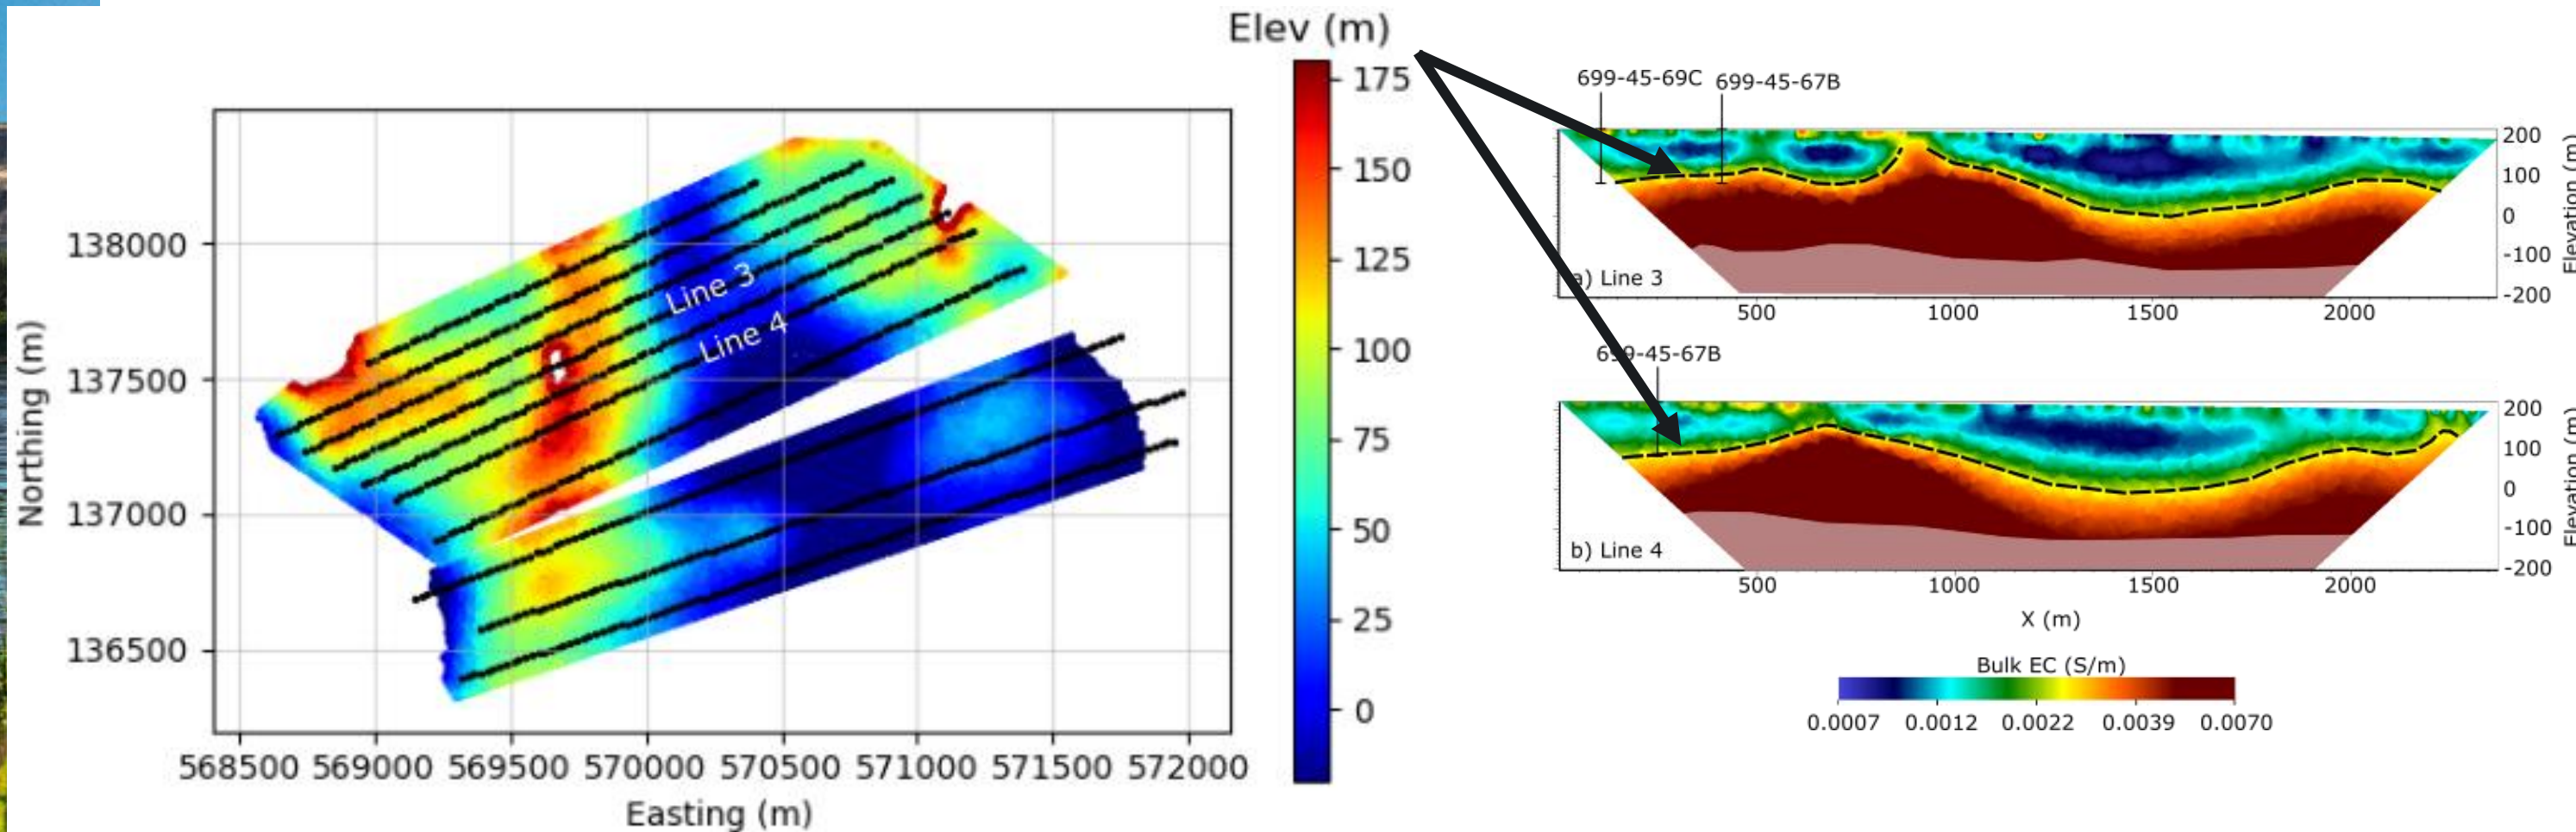 Elev (m)
175
150
125
100
75
50
25
0
138000
137500
137000
136500
Northing (m)
Line 3
Line 4
568500 569000 569500 570000 570500 571000 571500 572000
Easting (m)
699-45-69C 699-45-67B
200
100
0
-100
-200
Elevation (m)
a) Line 3
500 1000 1500 2000
699-45-67B
200
100
0
-100
-200
Elevation (m)
b) Line 4
500 1000 1500 2000
X (m)
Bulk EC (S/m)
0.0007 0.0012 0.0022 0.0039 0.0070